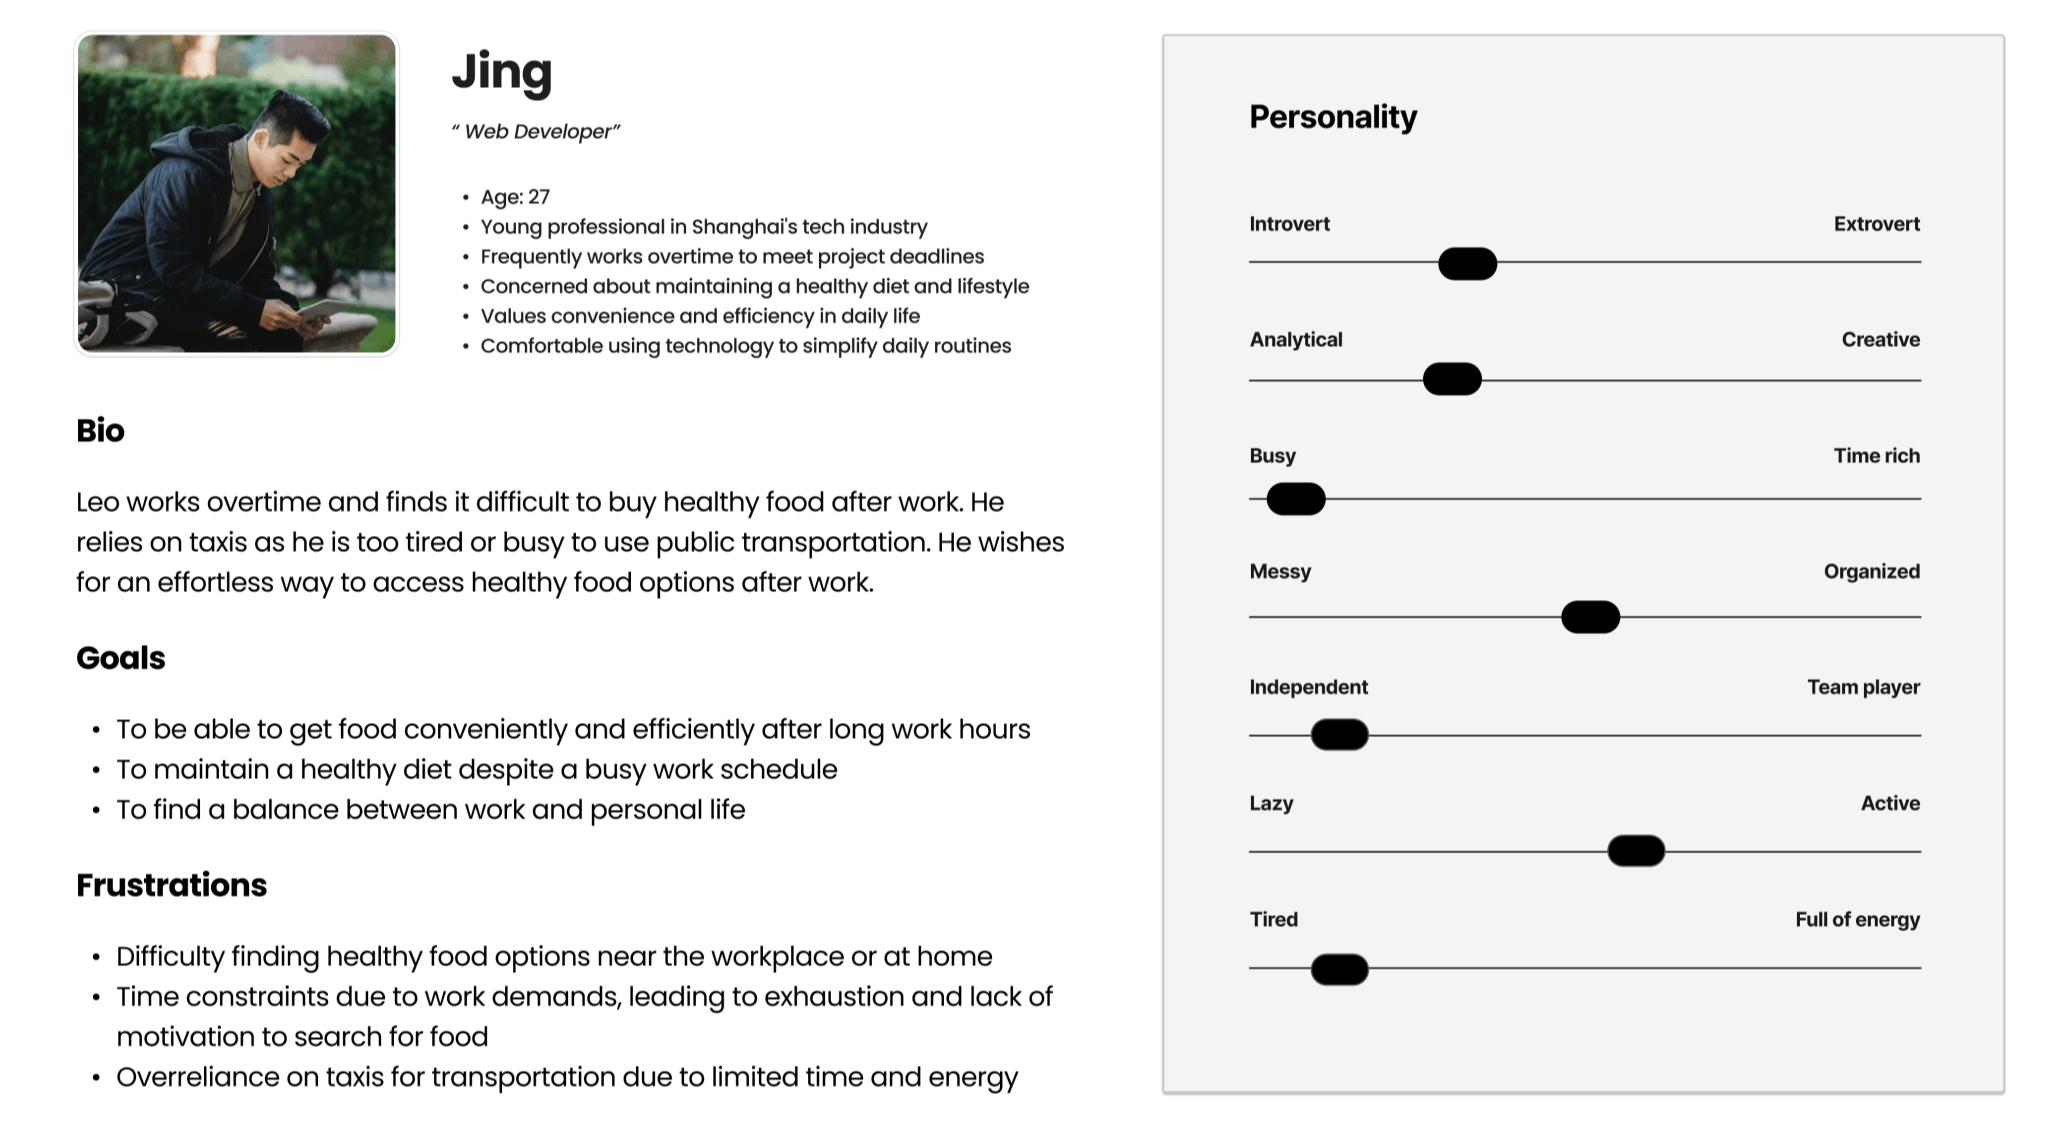 Jing
“ Web Developer”
• Age: 27
• Young professional in Shanghai's tech industry
• Frequently works overtime to meet project deadlines
• Concerned about maintaining a healthy diet and lifestyle
• Values convenience and efficiency in daily life
• Comfortable using technology to simplify daily routines
Bio
Leo works overtime and finds it difficult to buy healthy food after work. He
relies on taxis as he is too tired or busy to use public transportation. He wishes
for an effortless way to access healthy food options after work.
Goals
• To be able to get food conveniently and efficiently after long work hours
• To maintain a healthy diet despite a busy work schedule
• To find a balance between work and personal life
Frustrations
• Difficulty finding healthy food options near the workplace or at home
• Time constraints due to work demands, leading to exhaustion and lack of
motivation to search for food
• Overreliance on taxis for transportation due to limited time and energy
Personality
Introvert Extrovert
Analytical Creative
Busy Time rich
Messy Organized
Independent Team player
Lazy Active
Tired Full of energy